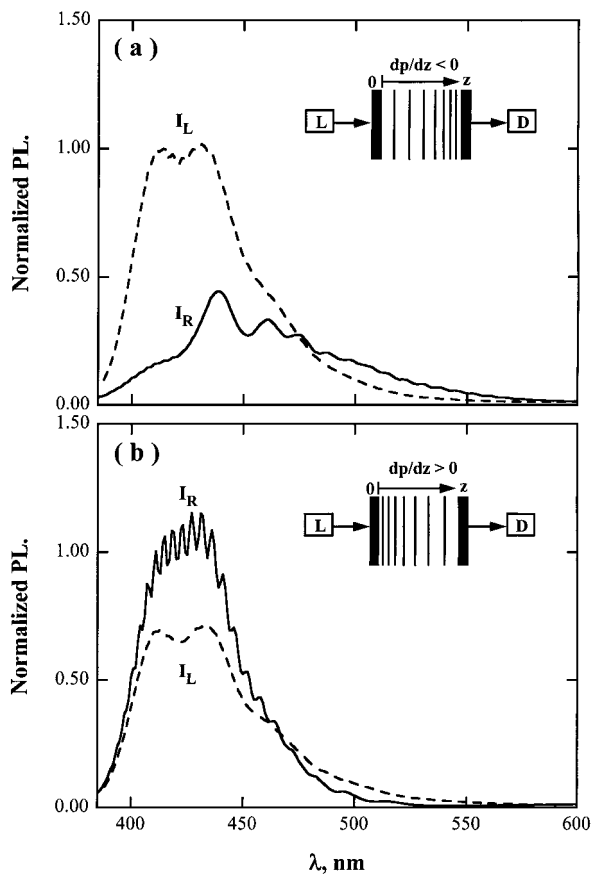 1.50
( a )
dp/dz < 0
0 z
L D
I_L
1.00
Normalized PL.
0.50
I_R
0.00
1.50
( b )
dp/dz > 0
0 z
I_R
L D
1.00
Normalized PL.
0.50
I_L
0.00
400 450 500 550 600
λ, nm